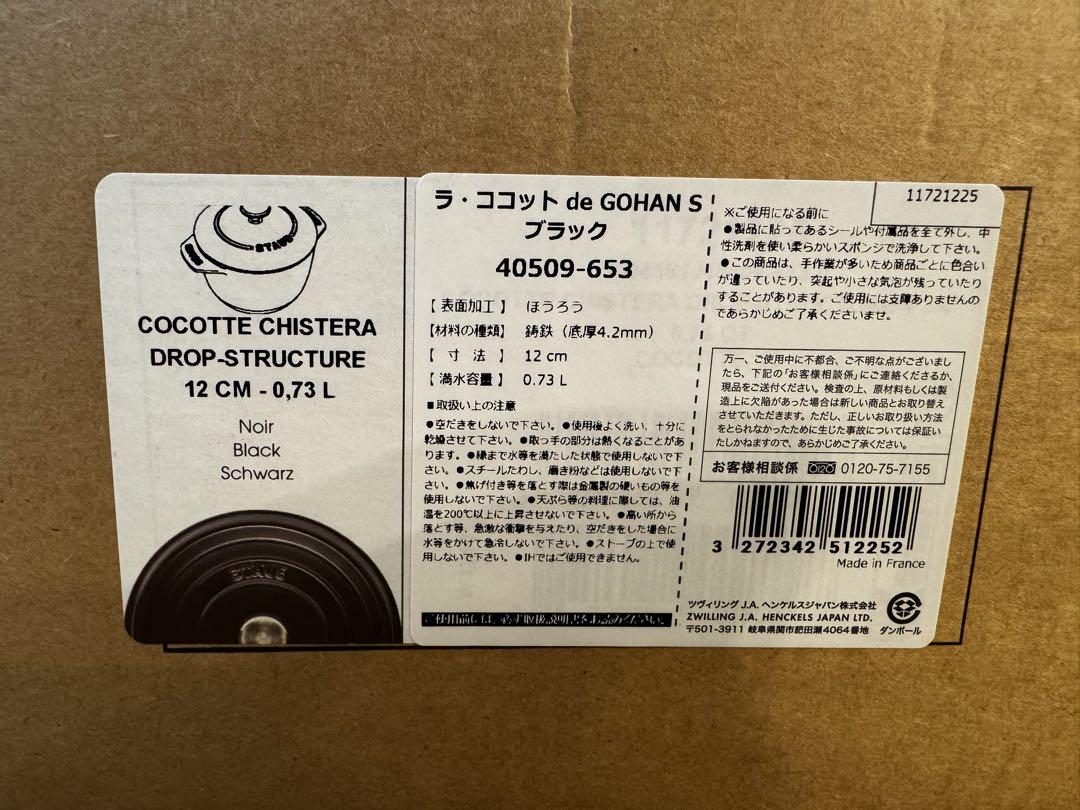 STAUB
COCOTTE CHISTERA
DROP-STRUCTURE
12 CM - 0,73 L
Noir
Black
Schwarz
STAUB
ラ・ココット de GOHAN S
ブラック
40509-653
【 表面加工 】 ほうろう
【材料の種類】 鋳鉄（底厚4.2mm）
【 寸 法 】 12 cm
【 満水容量 】 0.73 L
■取扱い上の注意
●空だきをしないで下さい。●使用後よく洗い、十分に
乾燥させて下さい。●取っ手の部分は熱くなることがあ
ります。●縁まで水等を満たした状態で使用しないで下
さい。●スチールたわし、磨き粉などは使用しないで下
さい。●焦げ付き等を落とす際は金属製の硬いもの等を
使用しないで下さい。●天ぷら等の料理に際しては、油
温を200℃以上に上昇させないで下さい。●高い所から
落とす等、急激な衝撃を与えたり、空だきをした場合に
水等をかけて急冷しないで下さい。●ストーブの上で使
用しないで下さい。●IHではご使用できません。
ご使用前には、必ず取扱説明書をお読みください。
11721225
※ご使用になる前に
●製品に貼ってあるシールや付属品を全て外し、中
性洗剤を使い柔らかいスポンジで洗浄して下さい。
●この商品は、手作業が多いため商品ごとに色合い
が違っていたり、突起や小さな気泡が残っていたり
することがあります。ご使用には支障ありませんの
であらかじめご了承くださいませ。
万一、ご使用中に不都合、ご不明な点がございまし
たら、下記の「お客様相談係」にご連絡くださるか、
現品をご送付ください。検査の上、原材料もしくは製
造上に欠陥があった場合は新しい商品とお取り替え
させていただきます。ただし、正しいお取り扱い方法
をとられなかったために生じた事故については保証い
たしかねますので、あらかじめご了承ください。
お客様相談係 0120-75-7155
3 272342 512252
Made in France
ツヴィリング J.A. ヘンケルスジャパン株式会社
ZWILLING J.A. HENCKELS JAPAN LTD.
〒501-3911 岐阜県関市肥田瀬4064番地
ダンボール